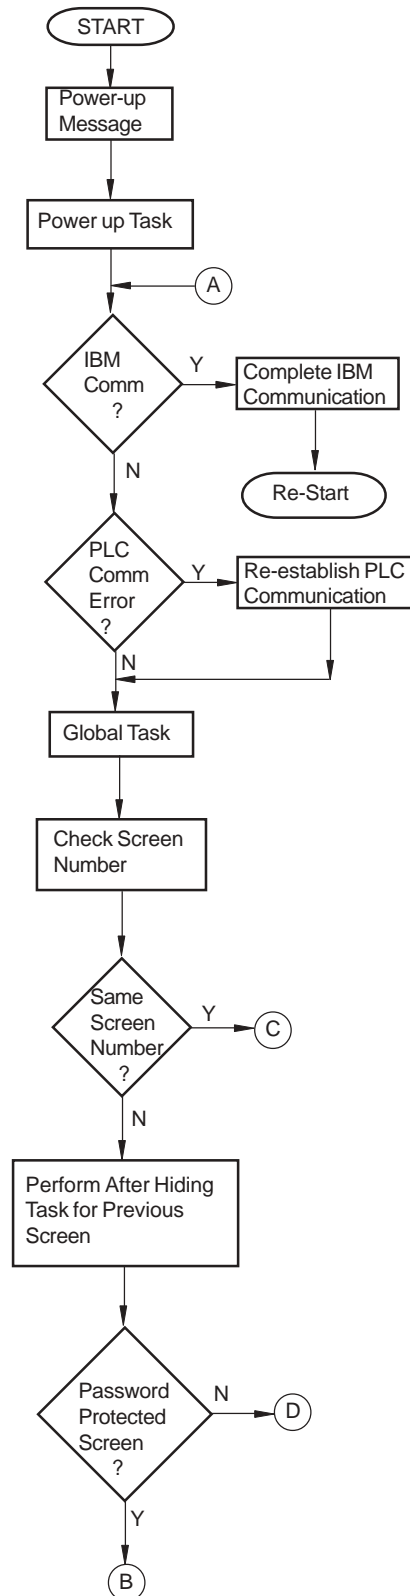 START
Power-up
Message
Power up Task
A
IBM
Comm
?
Y
Complete IBM
Communication
N
Re-Start
PLC
Comm
Error
?
Y
Re-establish PLC
Communication
N
Global Task
Check Screen
Number
Same
Screen
Number
?
Y
C
N
Perform After Hiding
Task for Previous
Screen
Password
Protected
Screen
?
N
D
Y
B